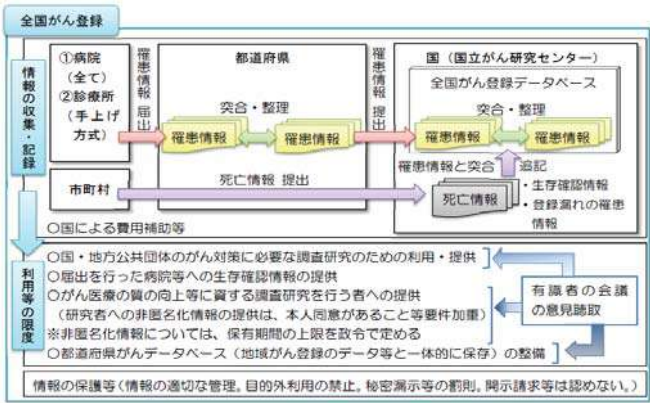 全国がん登録
情報の収集・記録
①病院
（全て）
②診療所
（手上げ
方式）
罹患情報 届出
都道府県
突合・整理
罹患情報
罹患情報
罹患情報 提出
国（国立がん研究センター）
全国がん登録データベース
突合・整理
罹患情報
罹患情報
罹患情報と突合
追記
市町村
死亡情報 提出
死亡情報
・生存確認情報
・登録漏れの罹患
情報
○国による費用補助等
利用等の限度
○国・地方公共団体のがん対策に必要な調査研究のための利用・提供
○届出を行った病院等への生存確認情報の提供
○がん医療の質の向上等に資する調査研究を行う者への提供
（研究者への非匿名化情報の提供は、本人同意があること等要件加重）
※非匿名化情報については、保有期間の上限を政令で定める
○都道府県がんデータベース（地域がん登録のデータ等と一体的に保存）の整備
有識者の会議
の意見聴取
情報の保護等（情報の適切な管理。目的外利用の禁止。秘密漏示等の罰則。開示請求等は認めない。）